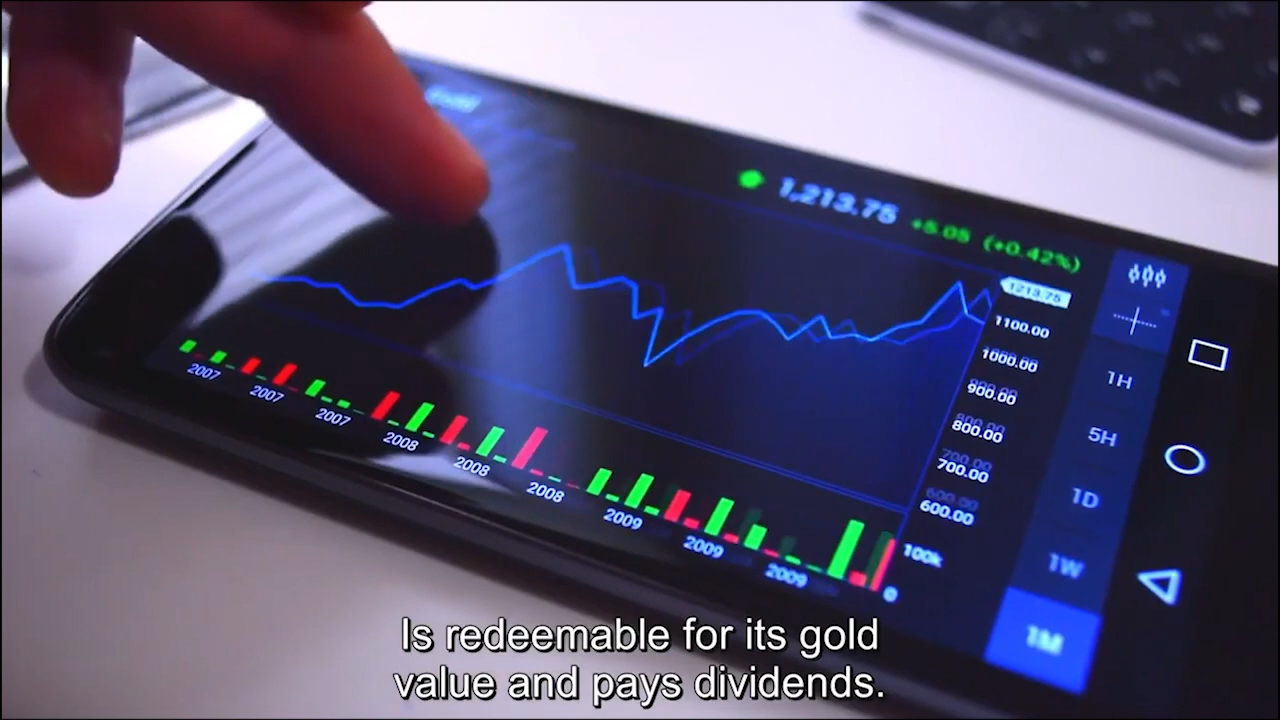 1,213.75 +5.05 (+0.42%)
1213.75
1100.00
1000.00
900.00
800.00
700.00
600.00
100k
0
1H
5H
1D
1W
1M
2007
2007
2007
2008
2008
2008
2009
2009
2009
Is redeemable for its gold
value and pays dividends.